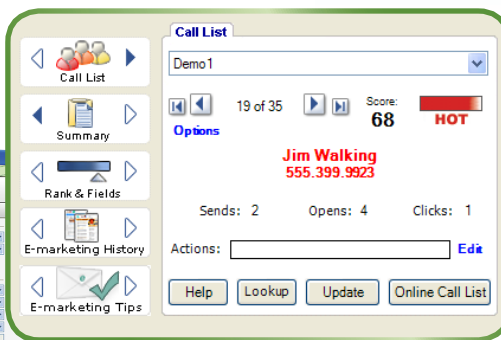 Call List
Summary
Rank & Fields
E-marketing History
E-marketing Tips
Call List
Demo1
19 of 35
Score:
68
HOT
Options
Jim Walking
555.399.9923
Sends: 2 Opens: 4 Clicks: 1
Actions: Edit
Help Lookup Update Online Call List